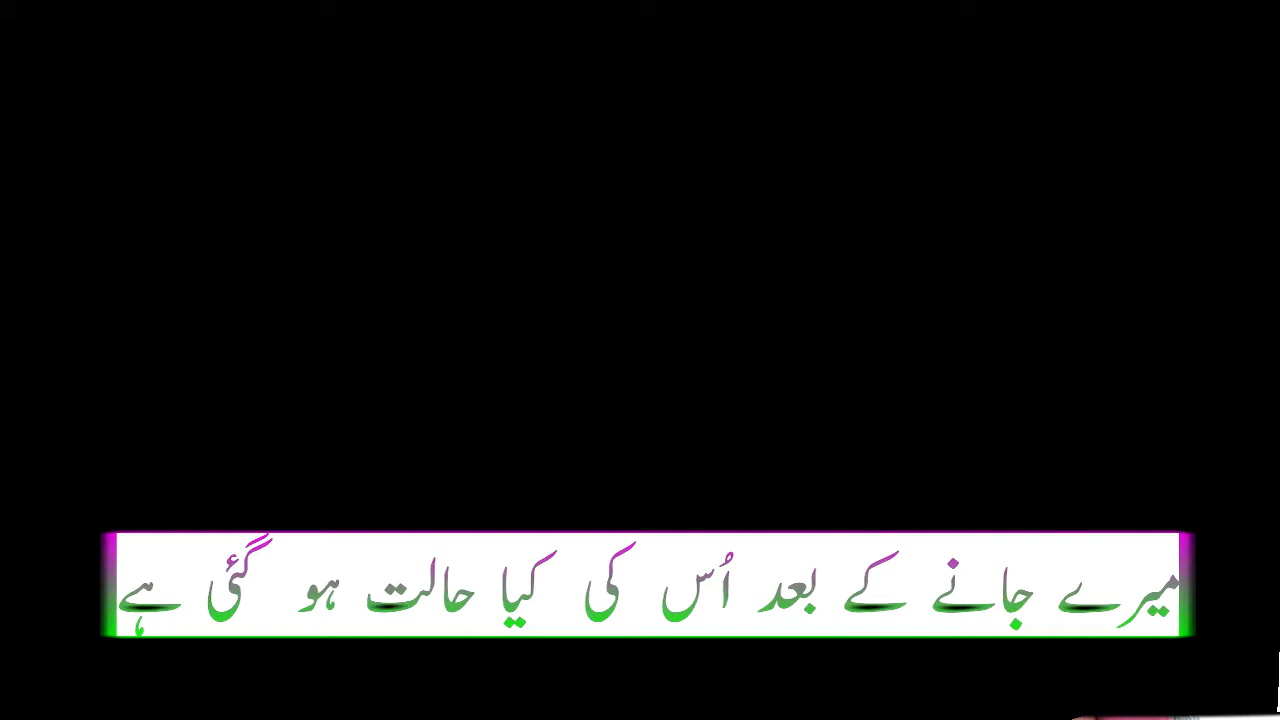 میرے جانے کے بعد اُس کی کیا حالت ہو گئی ہے